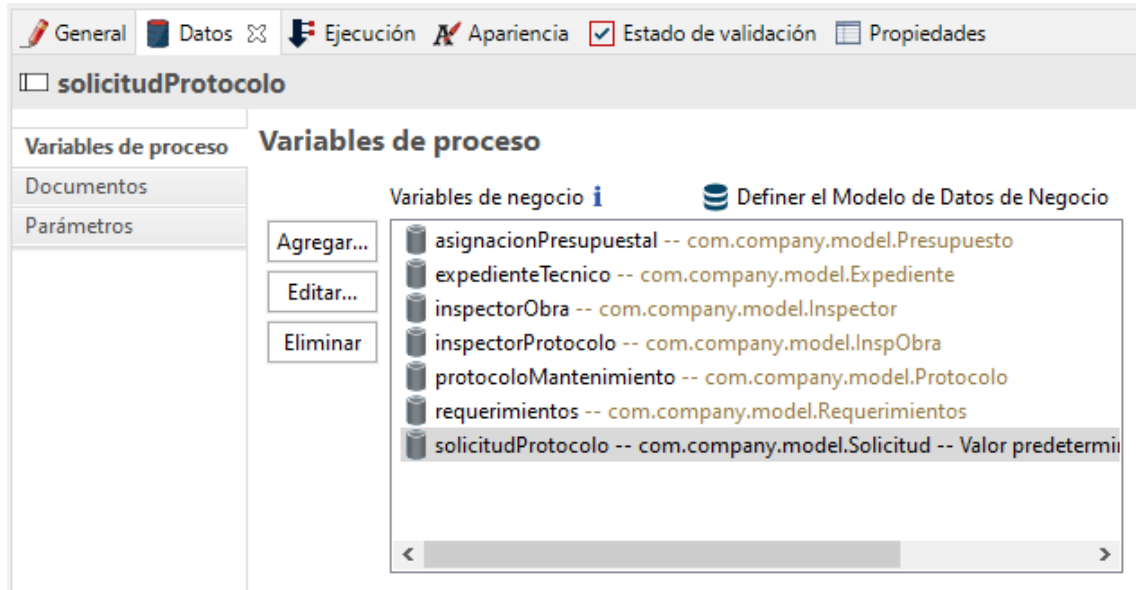 General Datos Ejecución Apariencia Estado de validación Propiedades
solicitudProtocolo
Variables de proceso
Documentos
Parámetros
Variables de proceso
Variables de negocio i Definer el Modelo de Datos de Negocio
Agregar...
Editar...
Eliminar
asignacionPresupuestal -- com.company.model.Presupuesto
expedienteTecnico -- com.company.model.Expediente
inspectorObra -- com.company.model.Inspector
inspectorProtocolo -- com.company.model.InspObra
protocoloMantenimiento -- com.company.model.Protocolo
requerimientos -- com.company.model.Requerimientos
solicitudProtocolo -- com.company.model.Solicitud -- Valor predetermi